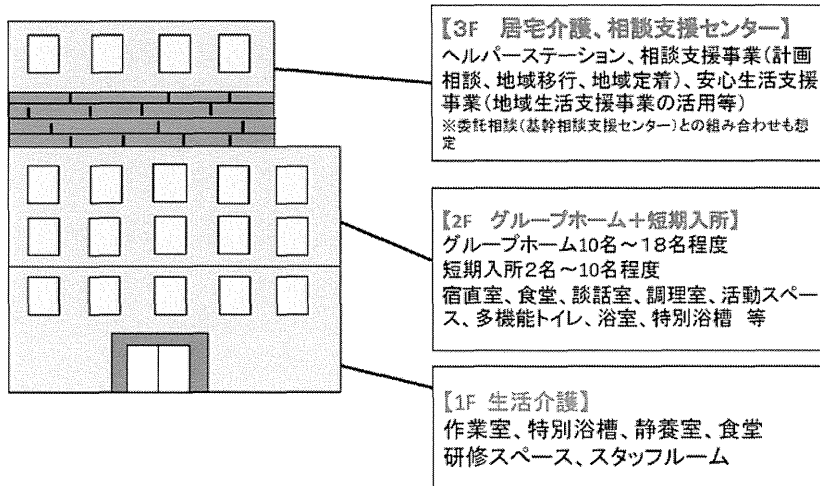 【3F 居宅介護、相談支援センター】
ヘルパーステーション、相談支援事業(計画
相談、地域移行、地域定着)、安心生活支援
事業(地域生活支援事業の活用等)
※委託相談(基幹相談支援センター)との組み合わせも想
定
【2F グループホーム＋短期入所】
グループホーム10名～18名程度
短期入所2名～10名程度
宿直室、食堂、談話室、調理室、活動スペー
ス、多機能トイレ、浴室、特別浴槽 等
【1F 生活介護】
作業室、特別浴槽、静養室、食堂
研修スペース、スタッフルーム